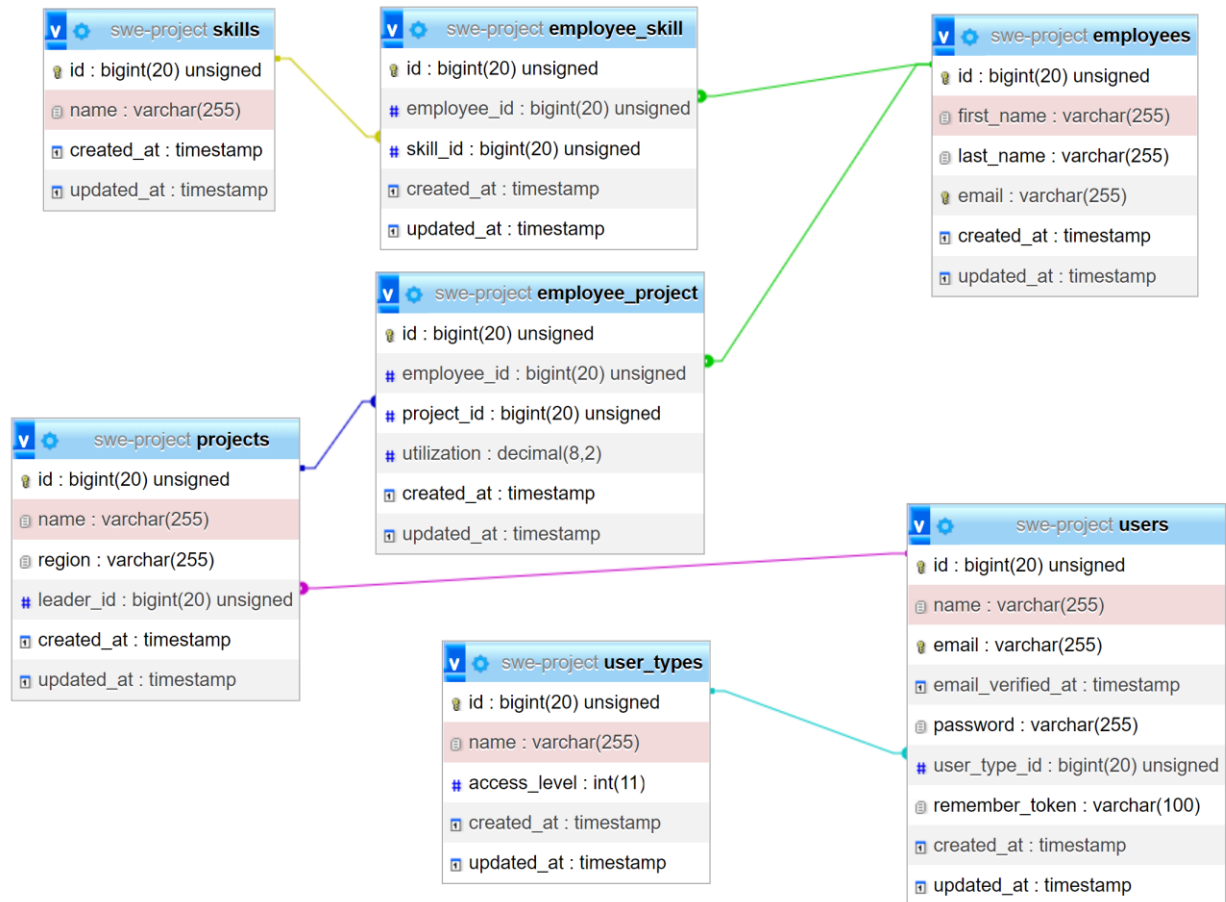 swe-project skills
id : bigint(20) unsigned
name : varchar(255)
created_at : timestamp
updated_at : timestamp
swe-project employee_skill
id : bigint(20) unsigned
employee_id : bigint(20) unsigned
skill_id : bigint(20) unsigned
created_at : timestamp
updated_at : timestamp
swe-project employees
id : bigint(20) unsigned
first_name : varchar(255)
last_name : varchar(255)
email : varchar(255)
created_at : timestamp
updated_at : timestamp
swe-project employee_project
id : bigint(20) unsigned
employee_id : bigint(20) unsigned
project_id : bigint(20) unsigned
utilization : decimal(8,2)
created_at : timestamp
updated_at : timestamp
swe-project projects
id : bigint(20) unsigned
name : varchar(255)
region : varchar(255)
leader_id : bigint(20) unsigned
created_at : timestamp
updated_at : timestamp
swe-project user_types
id : bigint(20) unsigned
name : varchar(255)
access_level : int(11)
created_at : timestamp
updated_at : timestamp
swe-project users
id : bigint(20) unsigned
name : varchar(255)
email : varchar(255)
email_verified_at : timestamp
password : varchar(255)
user_type_id : bigint(20) unsigned
remember_token : varchar(100)
created_at : timestamp
updated_at : timestamp